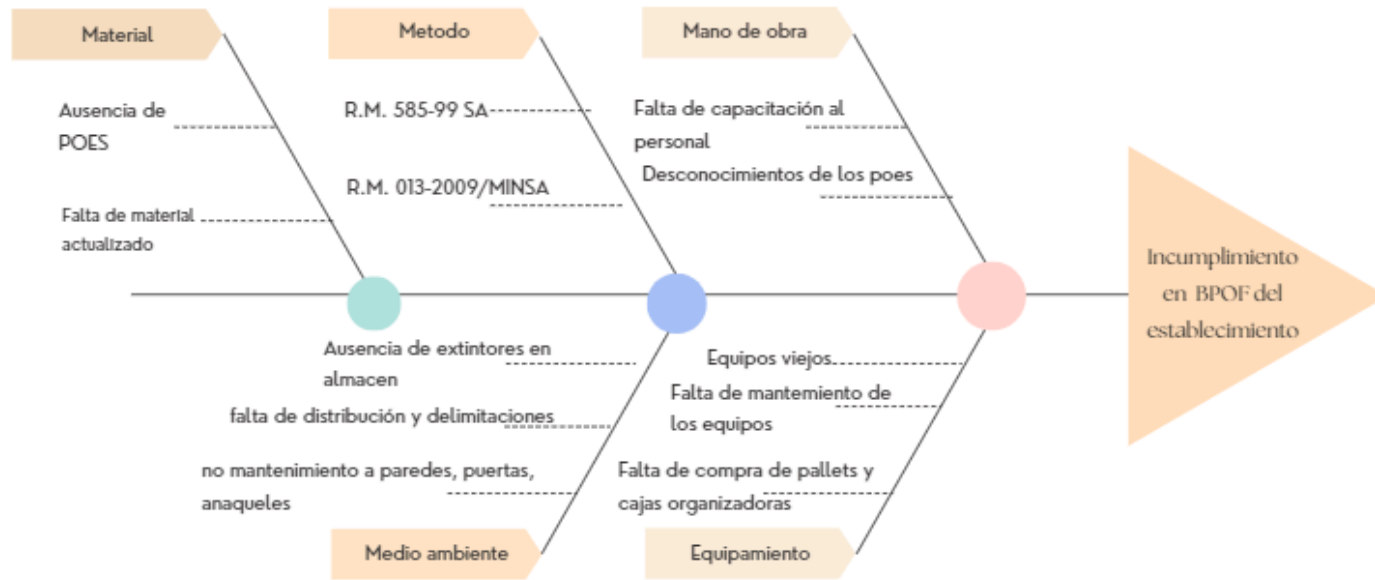 Material
Metodo
Mano de obra
Ausencia de
POES
Falta de material
actualizado
R.M. 585-99 SA
R.M. 013-2009/MINSA
Falta de capacitación al
personal
Desconocimientos de los poes
Incumplimiento
en BPOF del
establecimiento
Ausencia de extintores en
almacen
falta de distribución y delimitaciones
no mantenimiento a paredes, puertas,
anaqueles
Equipos viejos
Falta de mantemiento de
los equipos
Falta de compra de pallets y
cajas organizadoras
Medio ambiente
Equipamiento